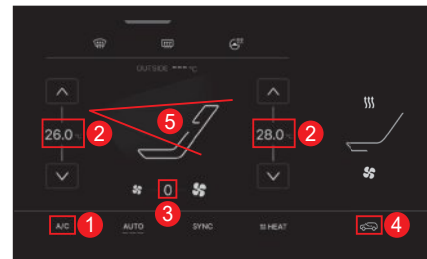 OUTSIDE ---°C
26.0 °C 2
5
28.0 °C 2
0
3
A/C 1 AUTO SYNC HEAT 4